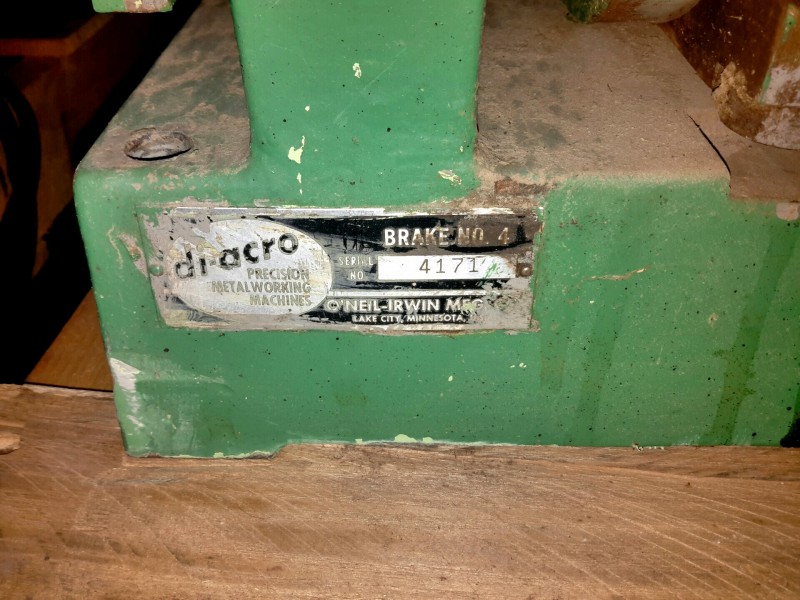 di-acro
PRECISION
METALWORKING
MACHINES
BRAKE NO. 4
SERIAL
NO.
4171
O'NEIL-IRWIN MFG.
LAKE CITY, MINNESOTA,